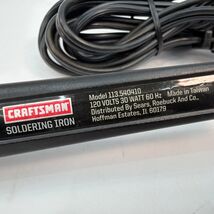 CRAFTSMAN
SOLDERING IRON
Model 113.540410 Made in Taiwan
120 VOLTS 30 WATT 60 Hz
Distributed By Sears, Roebuck And Co.,
Hoffman Estates, IL 60179